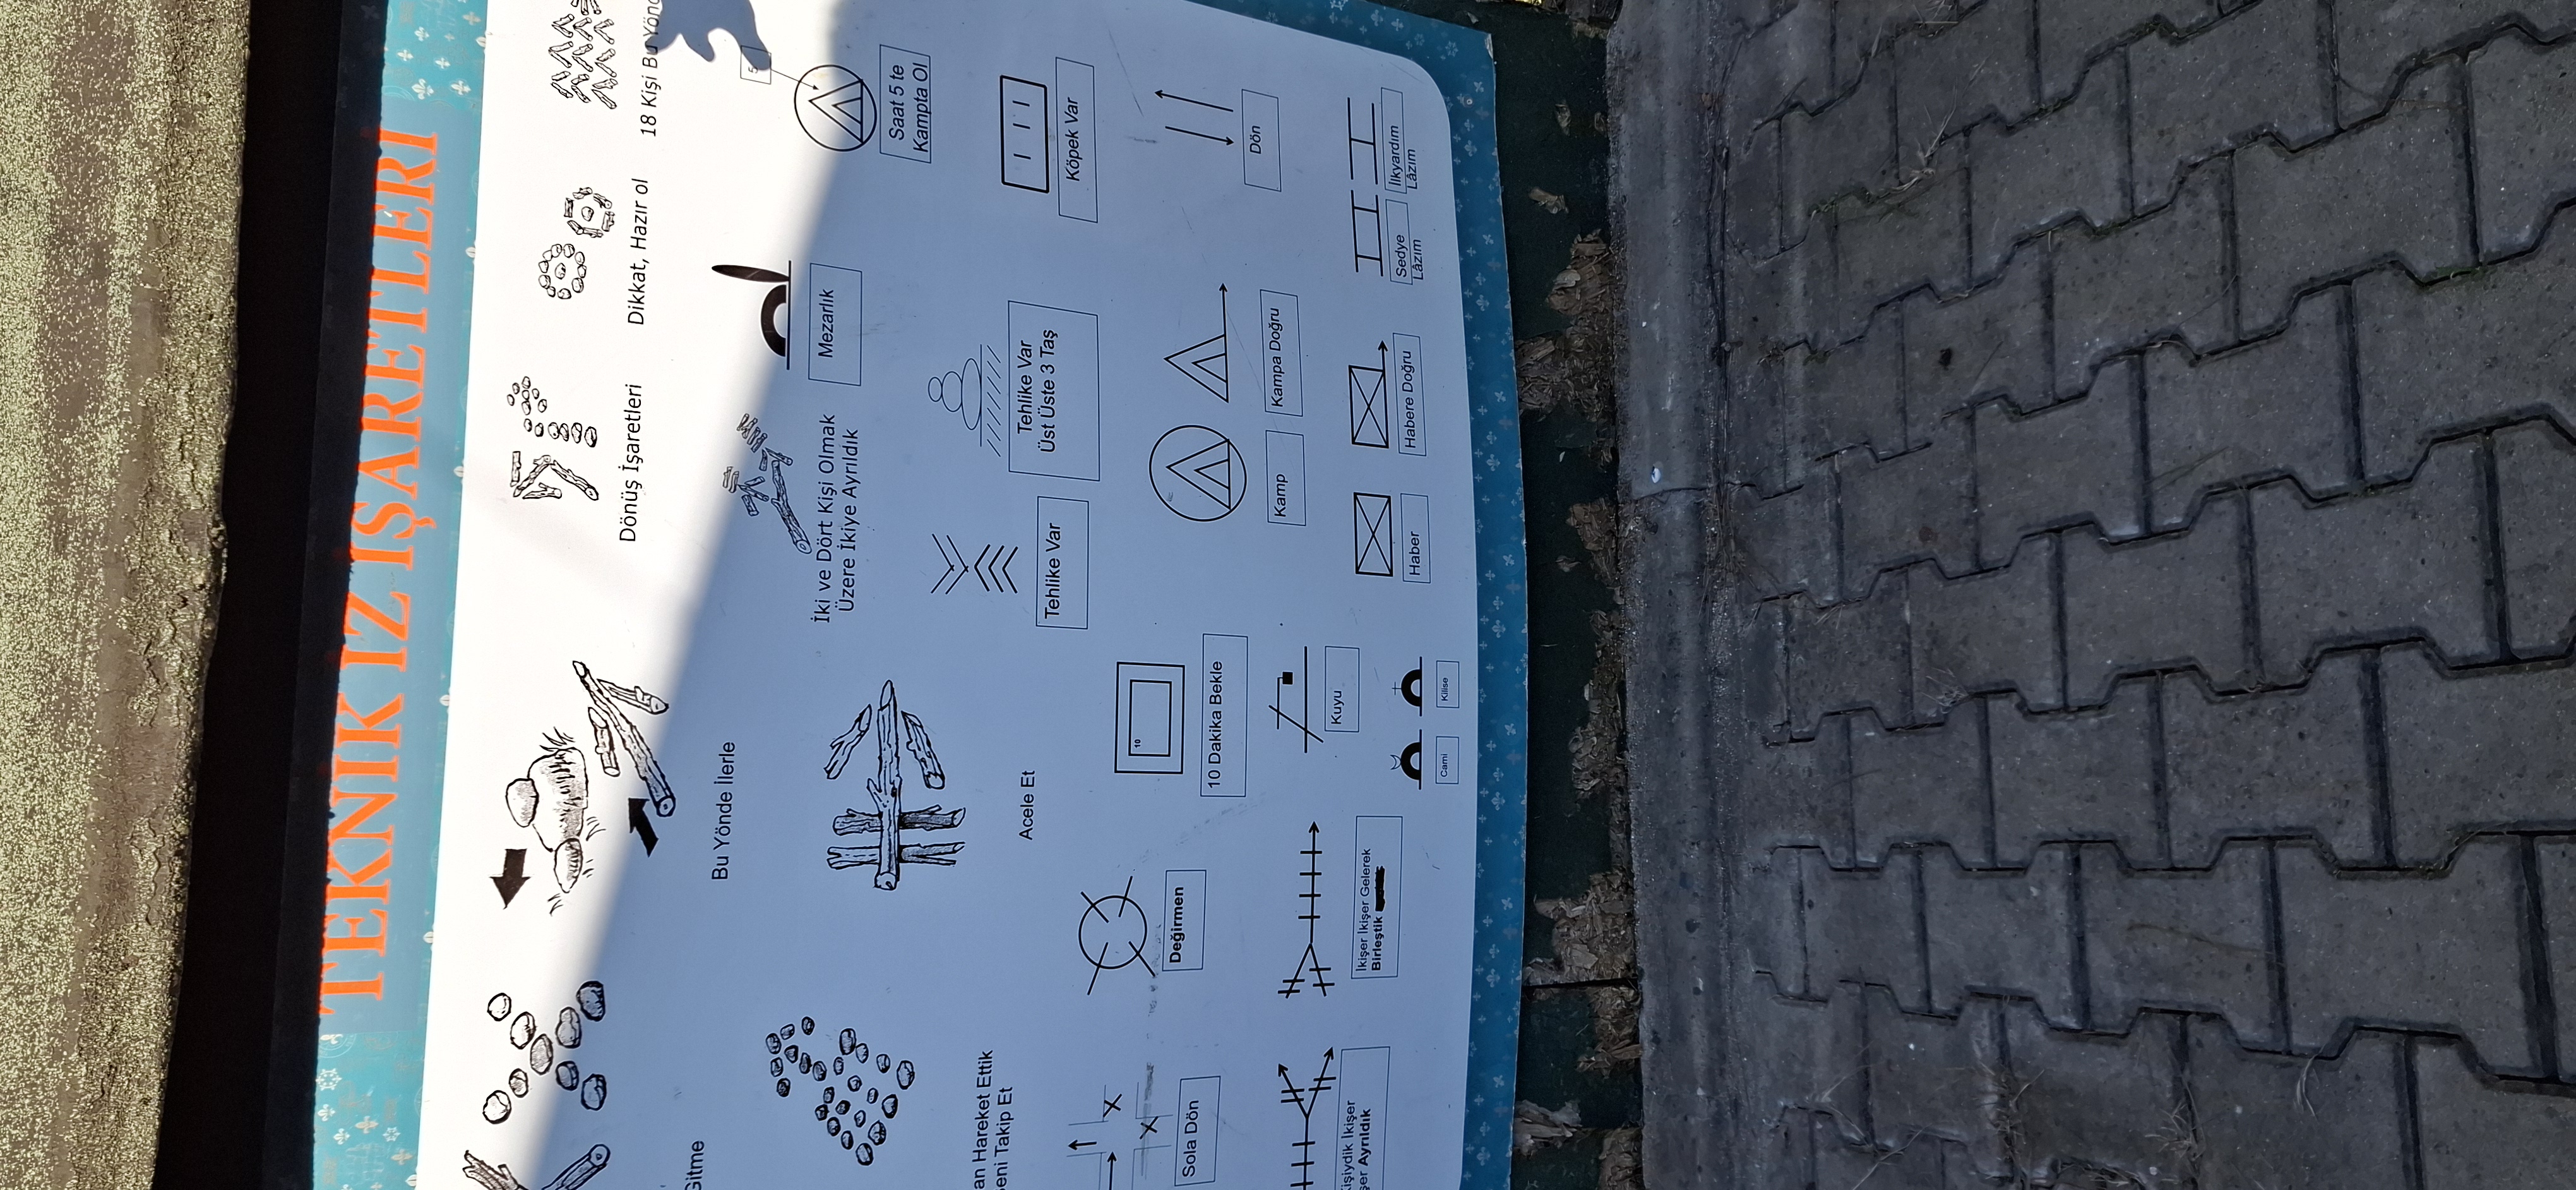 TEKNİK İZ İŞARETLERİ
Gitme
Bu Yönde İlerle
Dönüş İşaretleri
Dikkat, Hazır ol
18 Kişi Bu
İki ve Dört Kişi Olmak
Üzere İkiye Ayrıldık
Mezarlık
5
Saat 5 te
Kampta Ol
Hareket Ettik
Takip Et
Acele Et
Tehlike Var
Tehlike Var
Üst Üste 3 Taş
Köpek Var
Sola Dön
Değirmen
10
10 Dakika Bekle
Kamp
Kampa Doğru
Dön
İkişer
Ayrıldık
İkişer İkişer Gelerek
Birleştik
Kuyu
Cami
Kilise
Haber
Habere Doğru
Sedye
Lâzım
İlkyardım
Lâzım